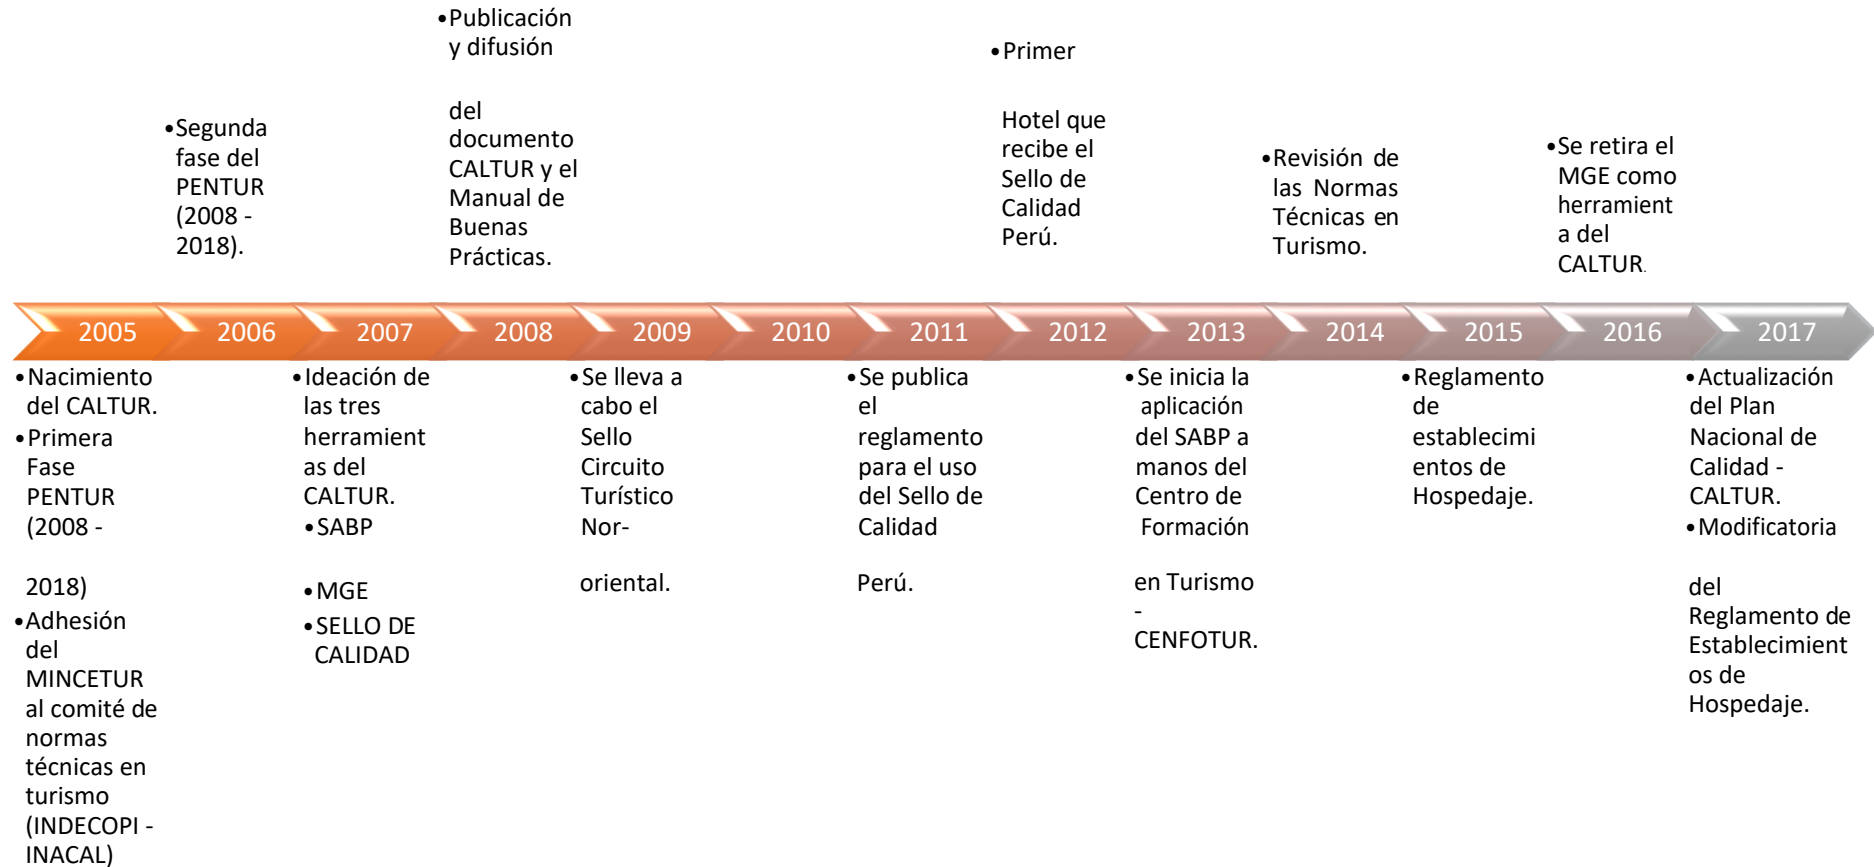 •Publicación
y difusión
del
documento
CALTUR y el
Manual de
Buenas
Prácticas.
•Primer
Hotel que
recibe el
Sello de
Calidad
Perú.
•Segunda
fase del
PENTUR
(2008 -
2018).
•Revisión de
las Normas
Técnicas en
Turismo.
•Se retira el
MGE como
herramient
a del
CALTUR.
2005 2006 2007 2008 2009 2010 2011 2012 2013 2014 2015 2016 2017
•Nacimiento
del CALTUR.
•Primera
Fase
PENTUR
(2008 -
2018)
•Adhesión
del
MINCETUR
al comité de
normas
técnicas en
turismo
(INDECOPI -
INACAL)
•Ideación de
las tres
herramient
as del
CALTUR.
•SABP
•MGE
•SELLO DE
CALIDAD
•Se lleva a
cabo el
Sello
Circuito
Turístico
Nor-
oriental.
•Se publica
el
reglamento
para el uso
del Sello de
Calidad
Perú.
•Se inicia la
aplicación
del SABP a
manos del
Centro de
Formación
en Turismo
-
CENFOTUR.
•Reglamento
de
establecimi
entos de
Hospedaje.
•Actualización
del Plan
Nacional de
Calidad -
CALTUR.
•Modificatoria
del
Reglamento de
Establecimient
os de
Hospedaje.